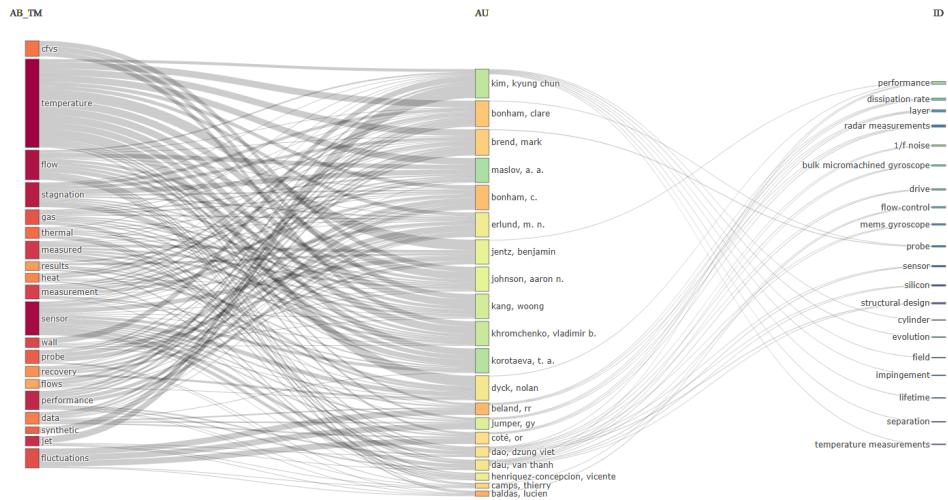 AB_TM
AU
ID
cfvs
temperature
flow
stagnation
gas
thermal
measured
results
heat
measurement
sensor
wall
probe
recovery
flows
performance
data
synthetic
jet
fluctuations
kim, kyung chun
bonham, clare
brend, mark
maslov, a. a.
bonham, c.
erlund, m. n.
jentz, benjamin
johnson, aaron n.
kang, woong
khromchenko, vladimir b.
korotaeva, t. a.
dyck, nolan
beland, rr
jumper, gy
coté, or
dao, dzung viet
dau, van thanh
henriquez-concepcion, vicente
camps, thierry
baldas, lucien
performance
dissipation rate
layer
radar measurements
1/f noise
bulk micromachined gyroscope
drive
flow-control
mems gyroscope
probe
sensor
silicon
structural design
cylinder
evolution
field
impingement
lifetime
separation
temperature measurements